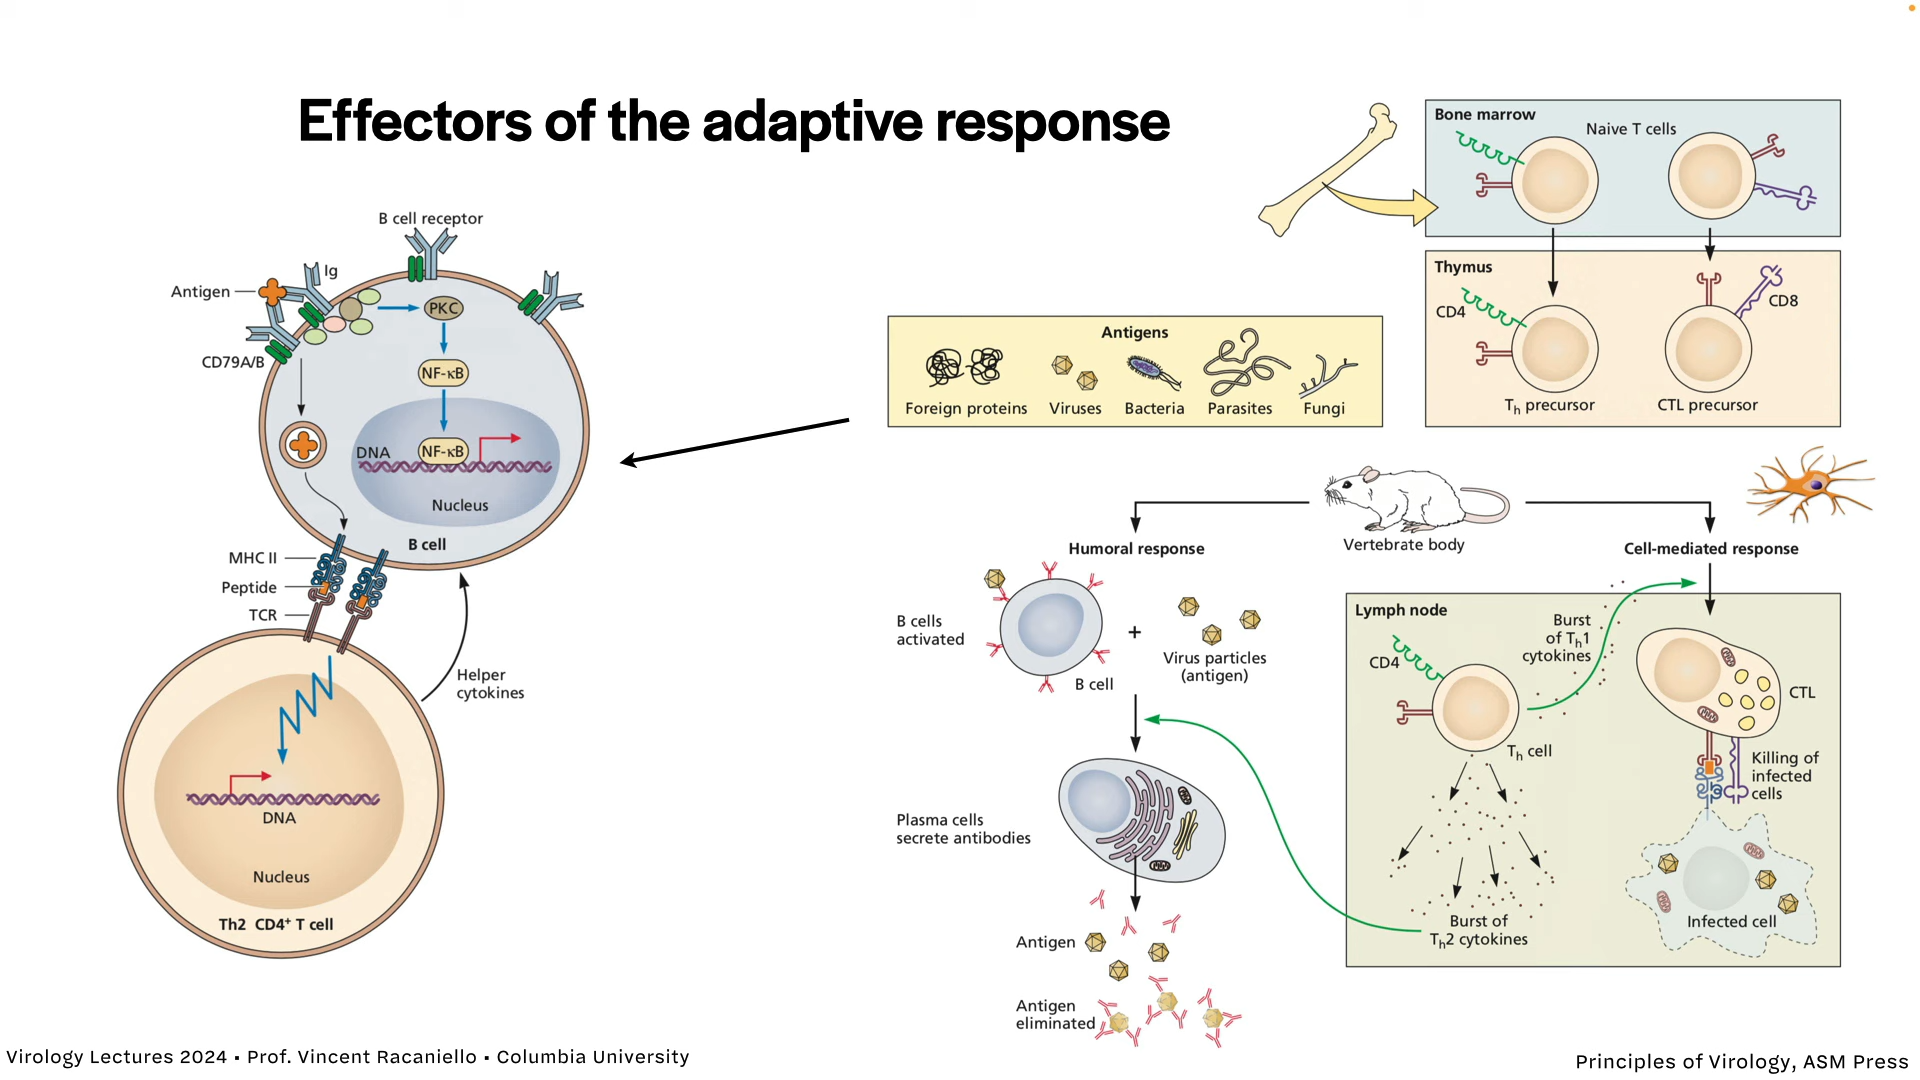 Effectors of the adaptive response
B cell receptor
Ig
Antigen
PKC
CD79A/B
NF-κB
DNA
NF-κB
Nucleus
B cell
MHC II
Peptide
TCR
Helper
cytokines
DNA
Nucleus
Th2 CD4⁺ T cell
Antigens
Foreign proteins
Viruses
Bacteria
Parasites
Fungi
Bone marrow
Naive T cells
Thymus
CD4
CD8
Th precursor
CTL precursor
Vertebrate body
Humoral response
B cells
activated
+
Virus particles
(antigen)
B cell
Plasma cells
secrete antibodies
Antigen
Antigen
eliminated
Cell-mediated response
Lymph node
Burst
of Th1
cytokines
CD4
Th cell
CTL
Killing of
infected
cells
Infected cell
Burst of
Th2 cytokines
Virology Lectures 2024 • Prof. Vincent Racaniello • Columbia University
Principles of Virology, ASM Press